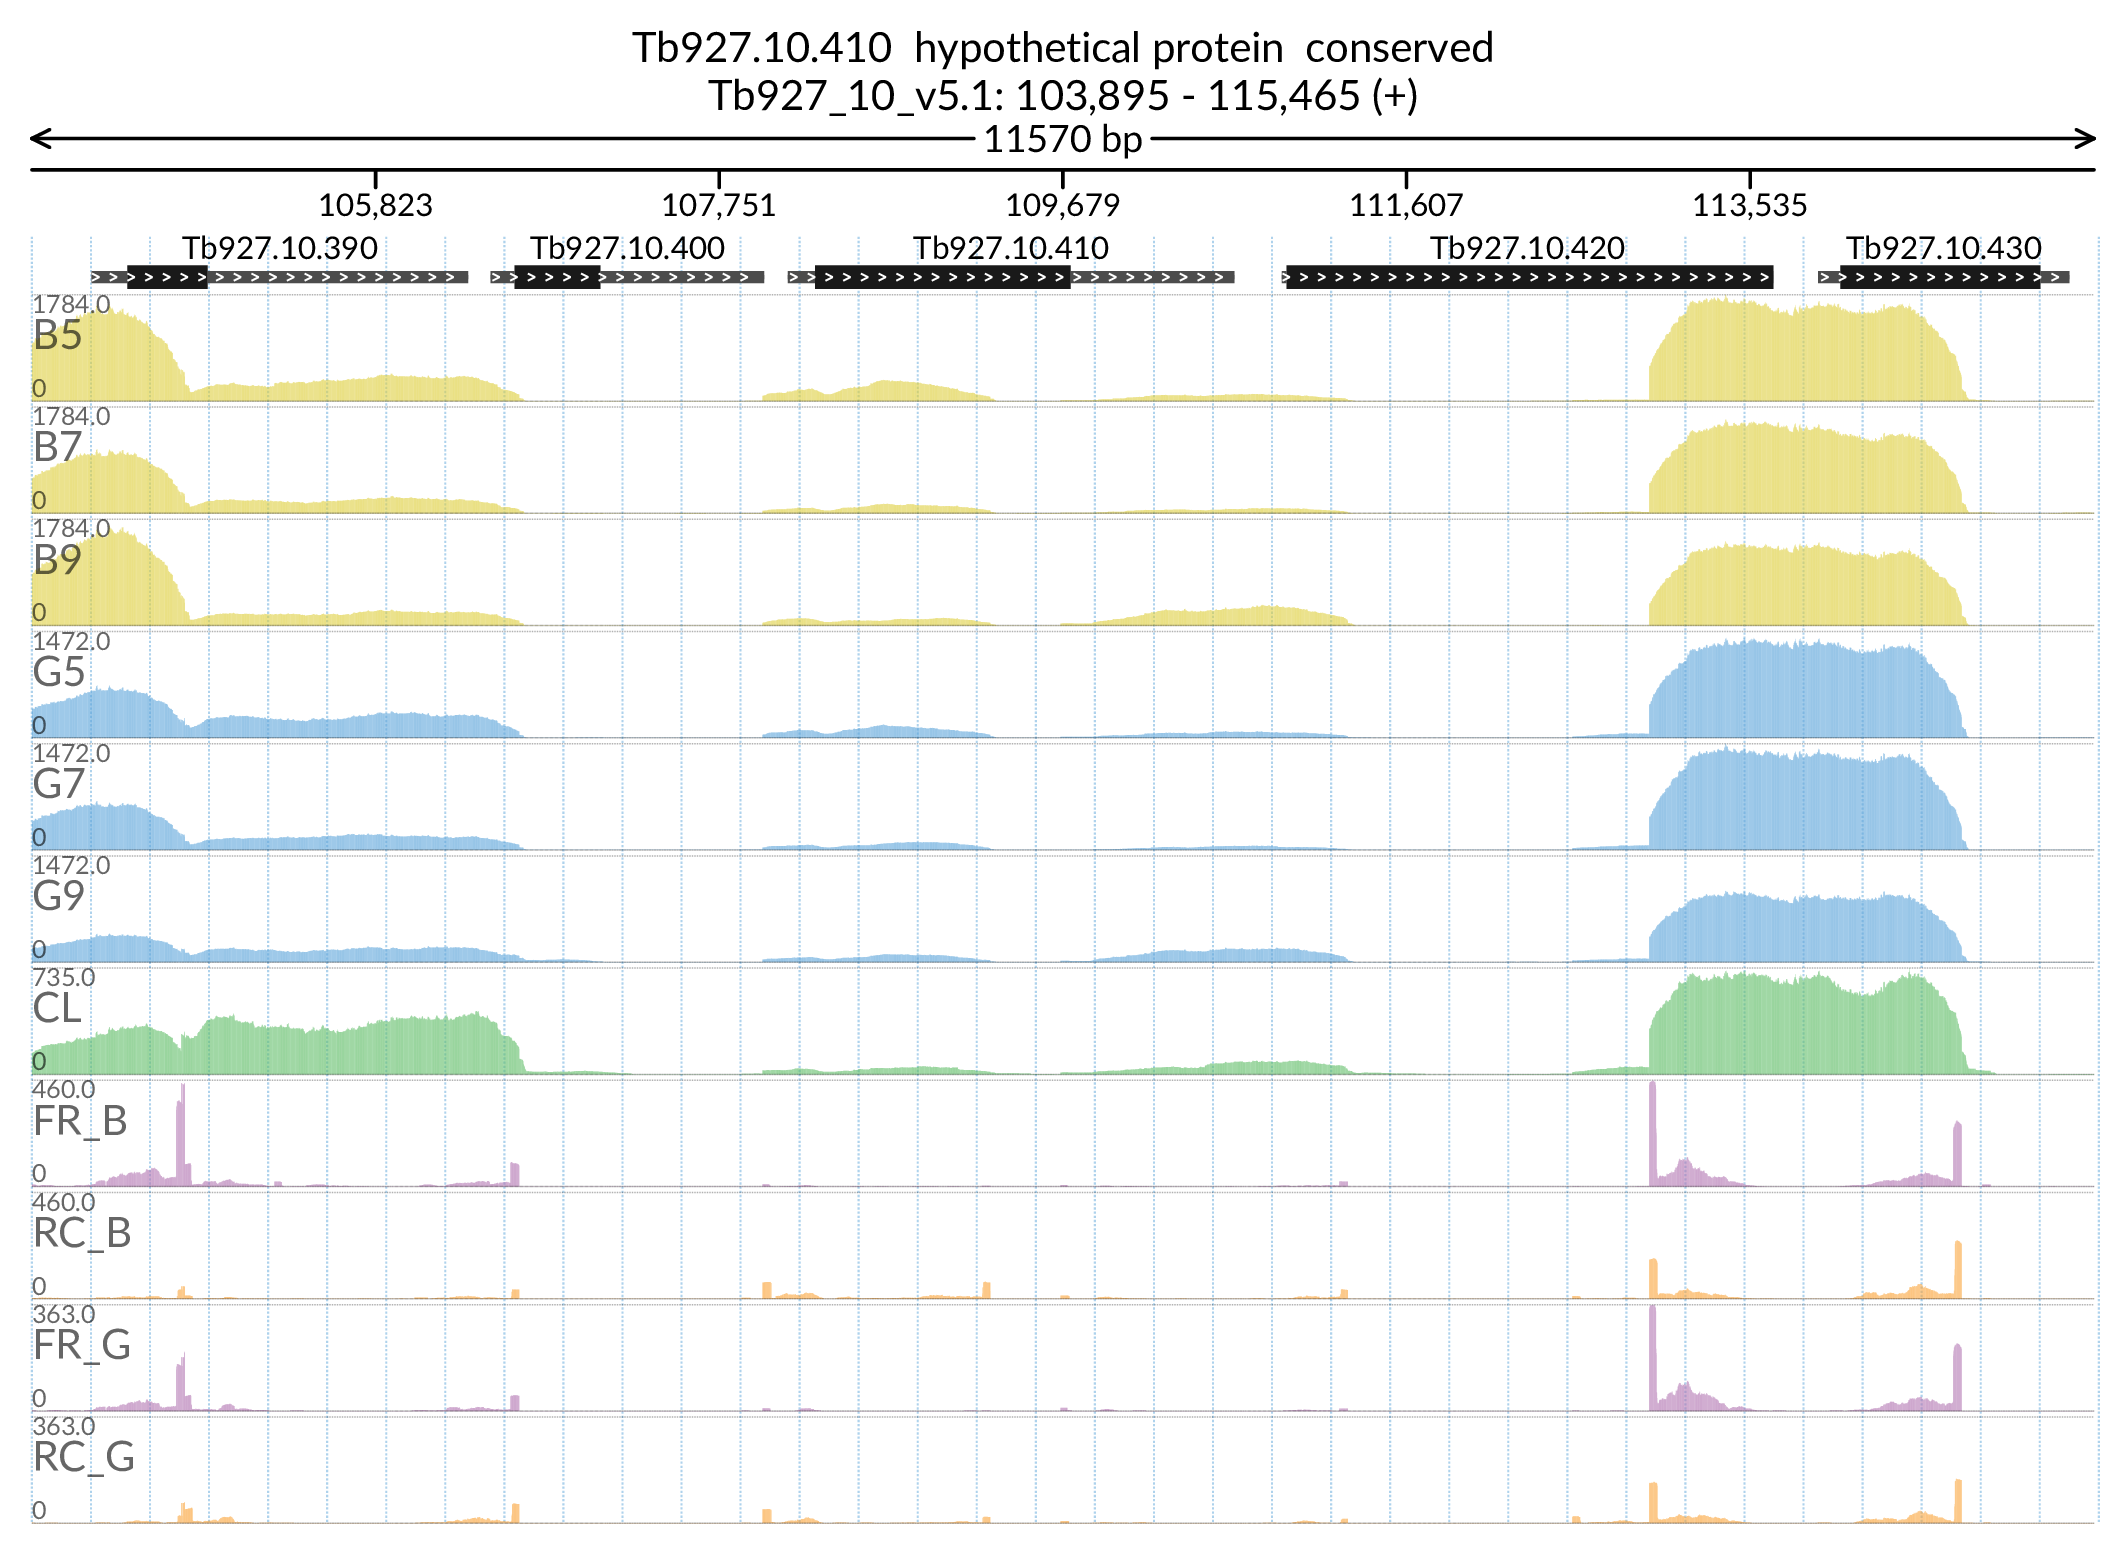 Tb927.10.410  hypothetical protein  conserved
Tb927_10_v5.1: 103,895 - 115,465 (+)
11570 bp
105,823 107,751 109,679 111,607 113,535
Tb927.10.390 Tb927.10.400 Tb927.10.410 Tb927.10.420 Tb927.10.430
1784.0
B5
0
1784.0
B7
0
1784.0
B9
0
1472.0
G5
0
1472.0
G7
0
1472.0
G9
0
735.0
CL
0
460.0
FR_B
0
460.0
RC_B
0
363.0
FR_G
0
363.0
RC_G
0